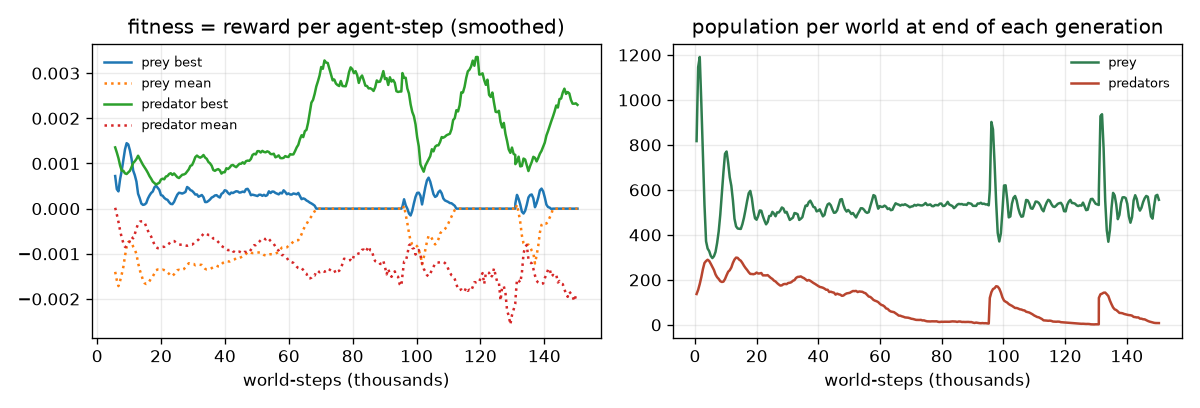 fitness = reward per agent-step (smoothed)
prey best
prey mean
predator best
predator mean
0.003
0.002
0.001
0.000
−0.001
−0.002
0 20 40 60 80 100 120 140
world-steps (thousands)
population per world at end of each generation
prey
predators
1200
1000
800
600
400
200
0
0 20 40 60 80 100 120 140
world-steps (thousands)